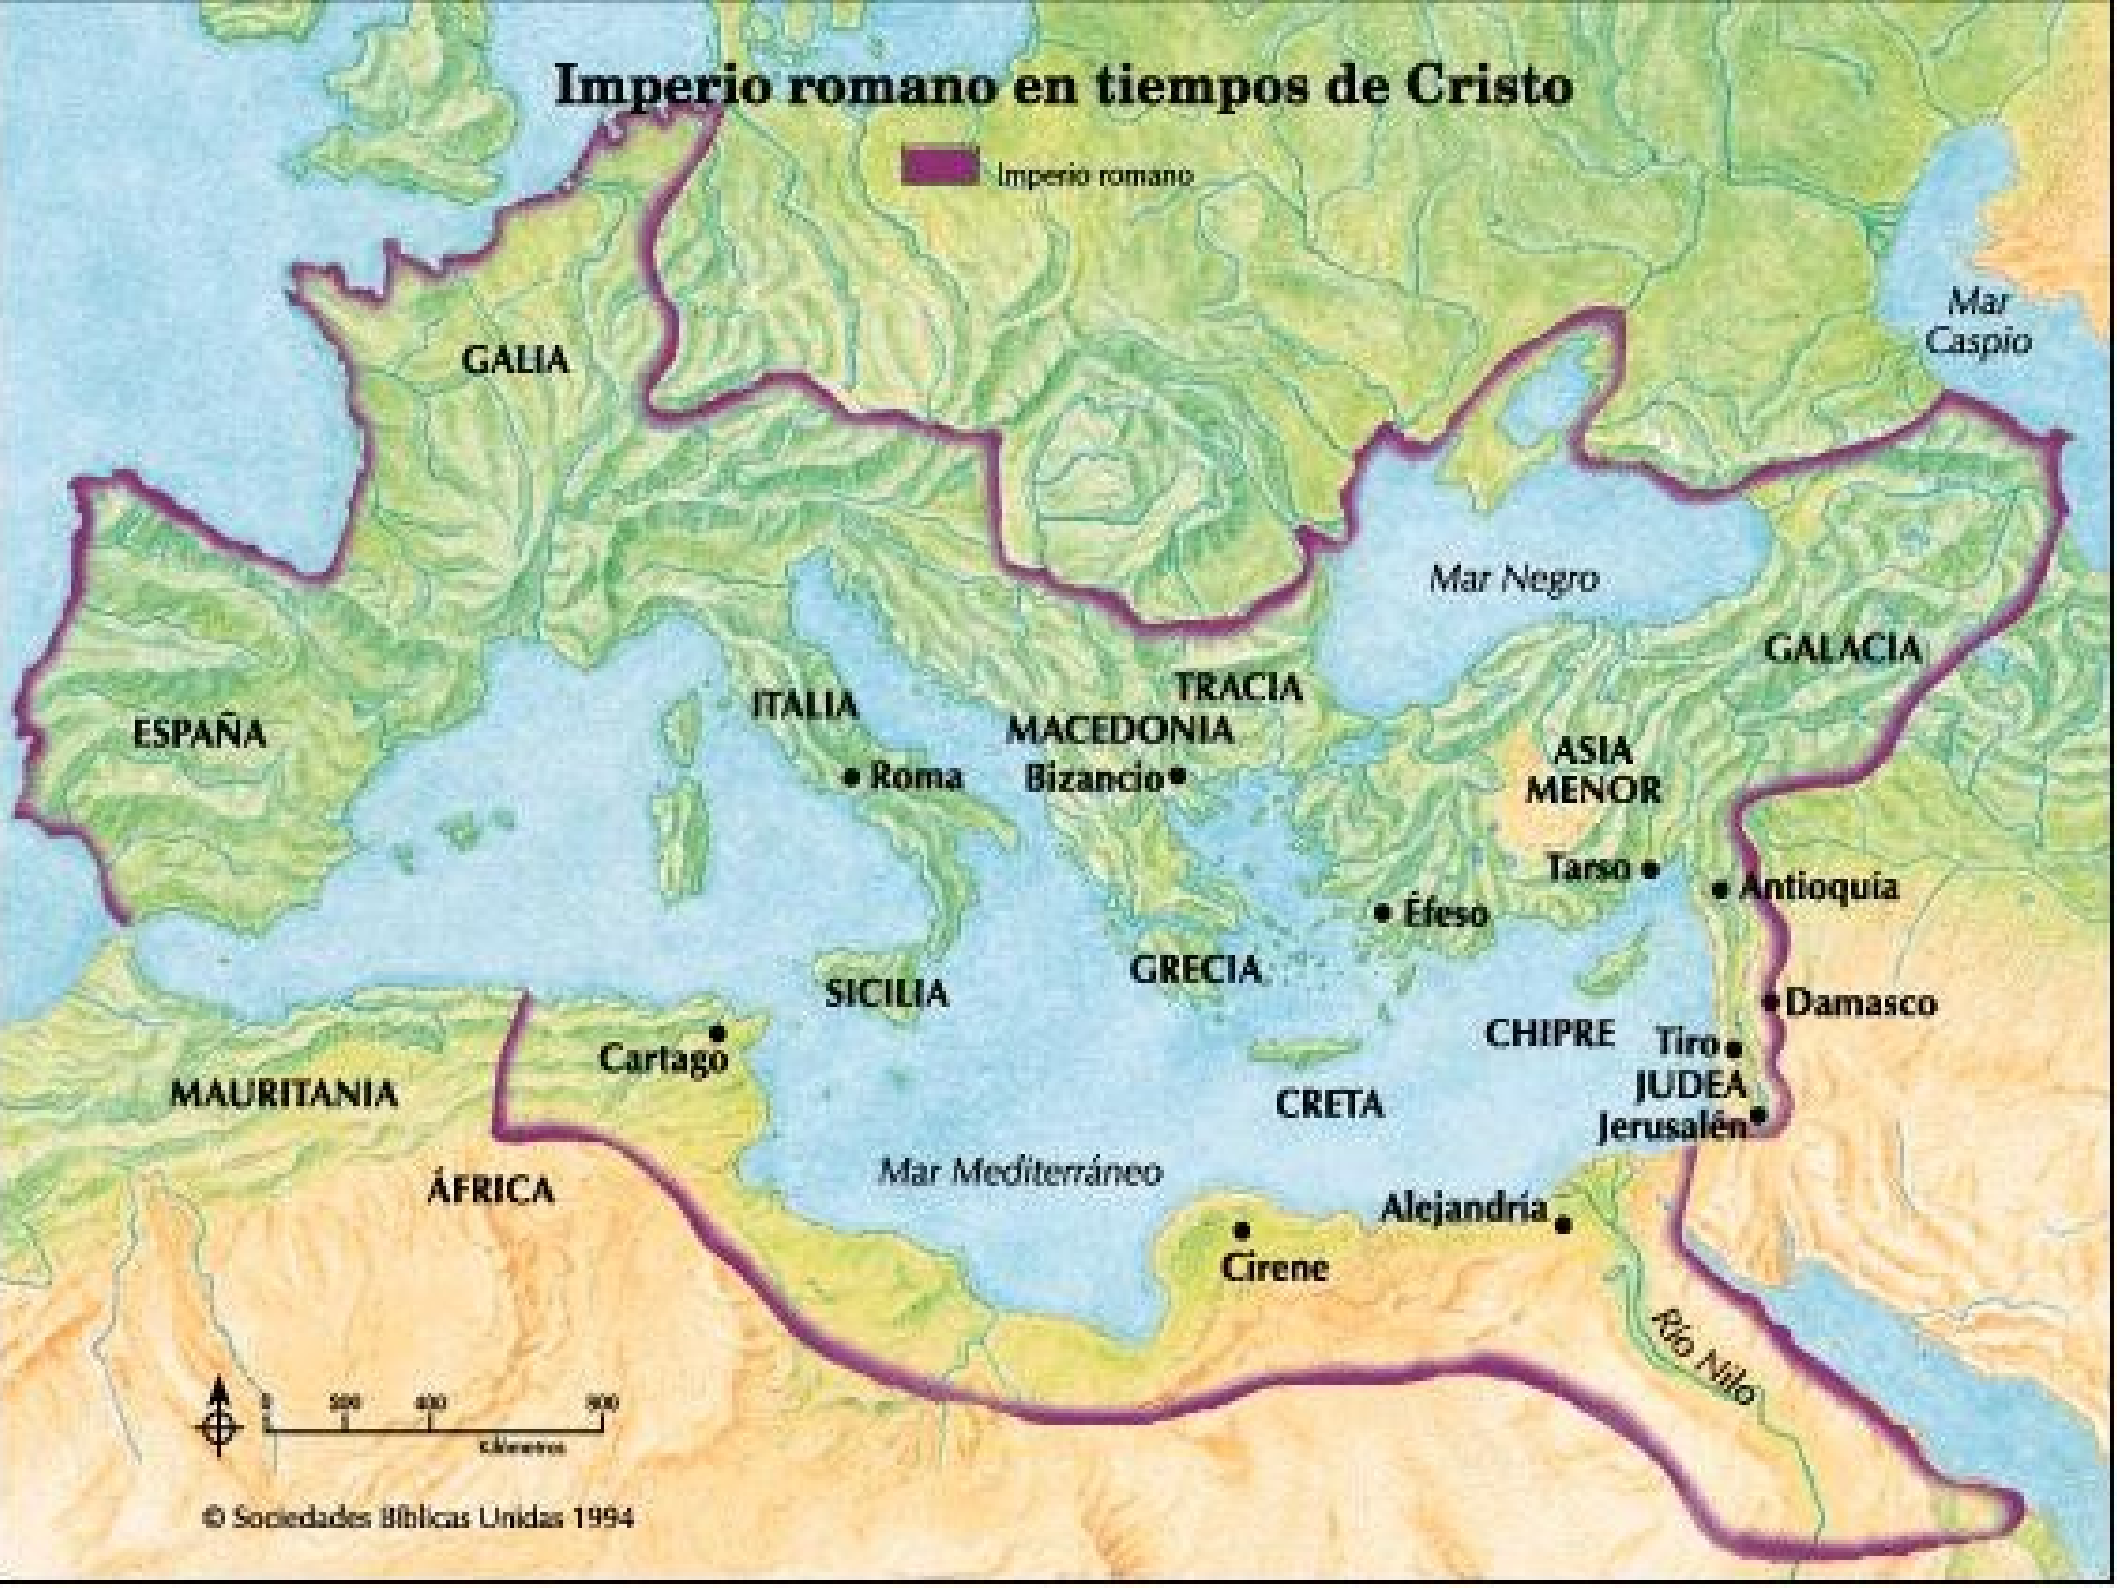 Imperio romano en tiempos de Cristo
Imperio romano
Mar
Caspio
GALIA
Mar Negro
GALACIA
TRACIA
ITALIA
MACEDONIA
ESPAÑA
ASIA
MENOR
Roma
Bizancio
Tarso
Antioquía
Éfeso
GRECIA
SICILIA
Damasco
CHIPRE
Tiro
Cartago
JUDEA
MAURITANIA
CRETA
Jerusalén
Mar Mediterráneo
ÁFRICA
Alejandría
Cirene
Río Nilo
0 200 400 800
Kilómetros
© Sociedades Bíblicas Unidas 1994